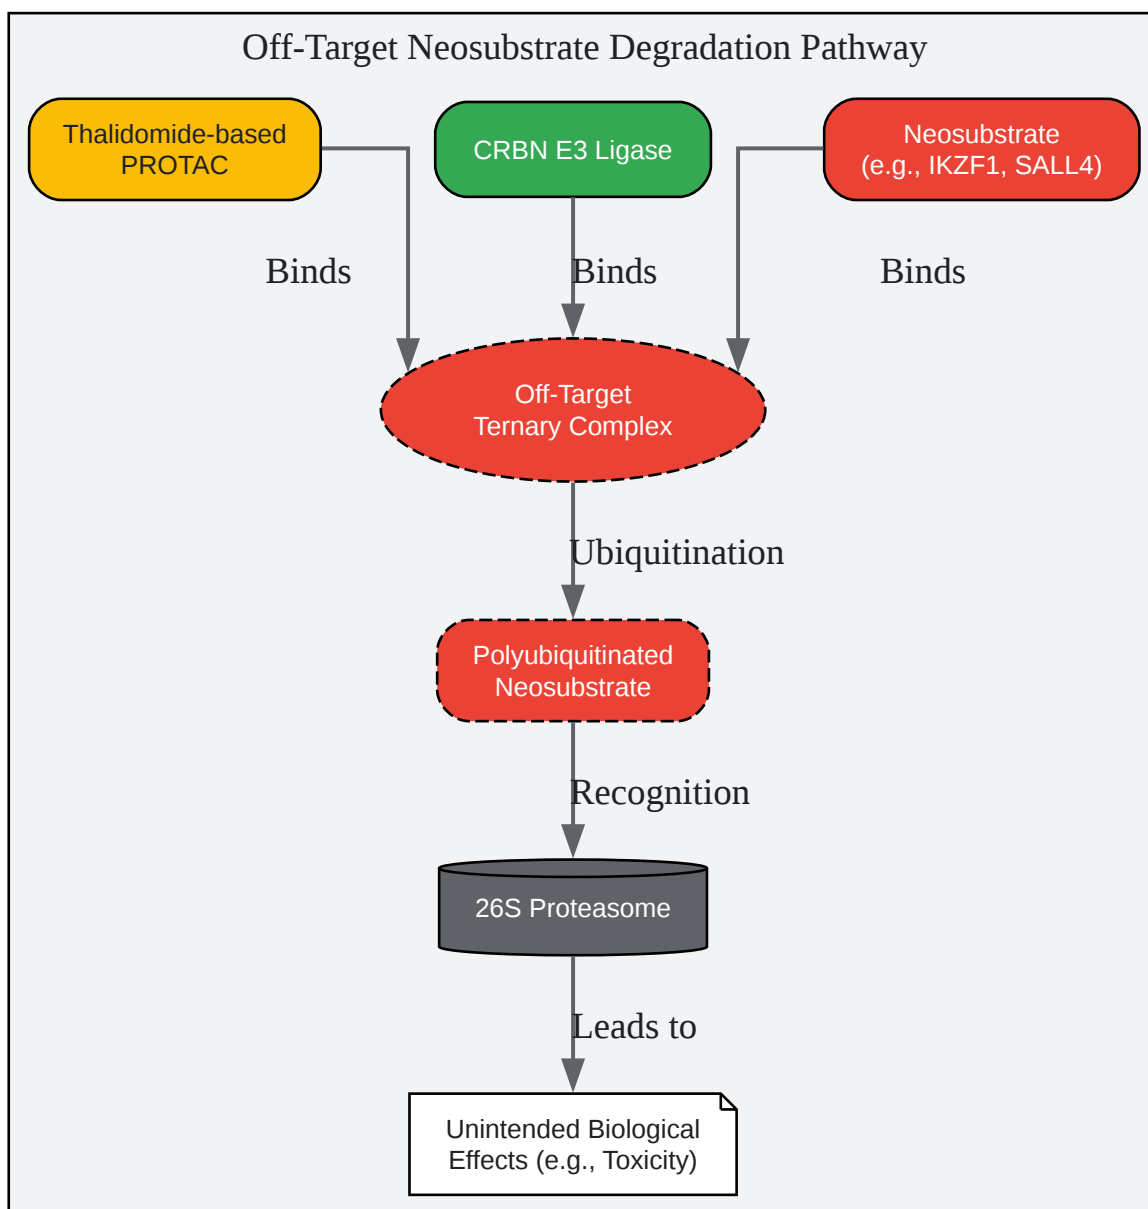 Off-Target Neosubstrate Degradation Pathway
Thalidomide-based
PROTAC
CRBN E3 Ligase
Neosubstrate
(e.g., IKZF1, SALL4)
Binds
Binds
Binds
Off-Target
Ternary Complex
Ubiquitination
Polyubiquitinated
Neosubstrate
Recognition
26S Proteasome
Leads to
Unintended Biological
Effects (e.g., Toxicity)